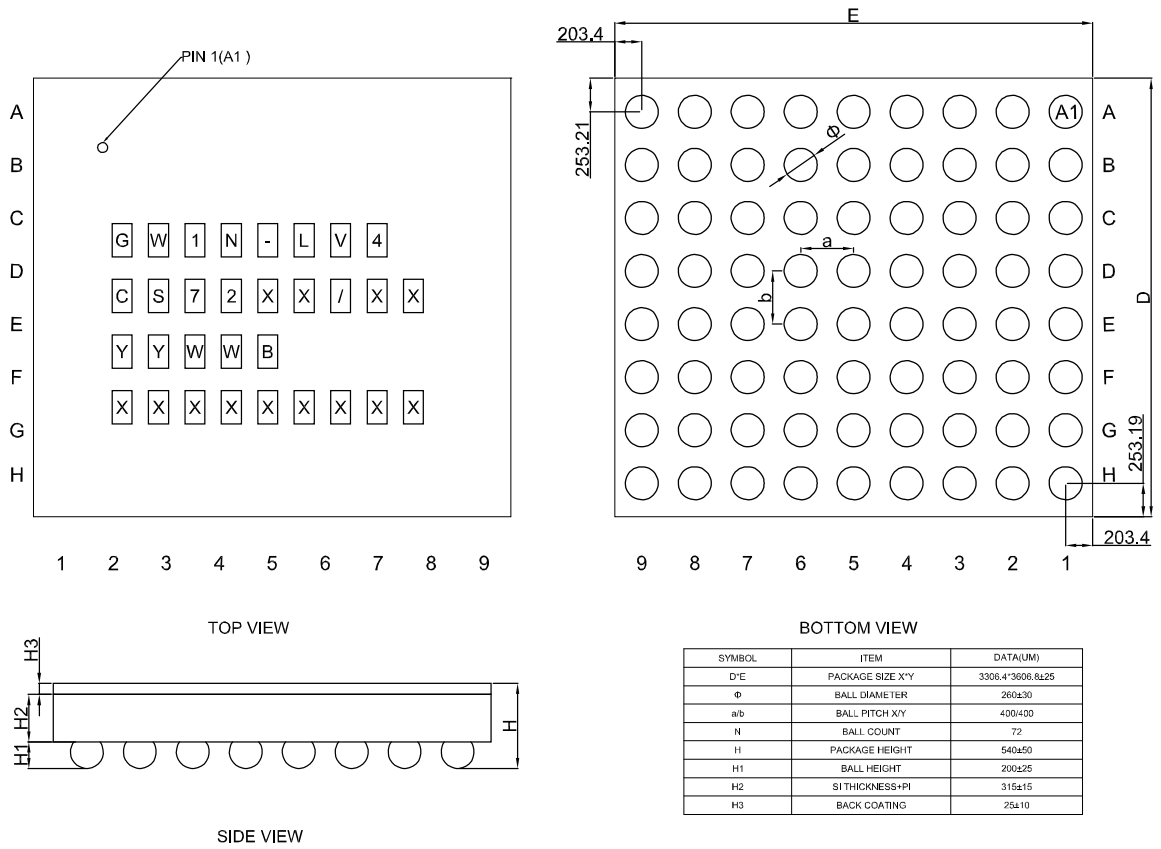 PIN 1(A1 )
A
B
C
D
E
F
G
H
G W 1 N - L V 4
C S 7 2 X X / X X
Y Y W W B
X X X X X X X X X
1 2 3 4 5 6 7 8 9
TOP VIEW
E
203.4
253.21
A1
Φ
a
b
A
B
C
D
E
F
G
H
D
253.19
203.4
9 8 7 6 5 4 3 2 1
BOTTOM VIEW
H3
H2
H1
H
SIDE VIEW
SYMBOL ITEM DATA(UM)
D*E PACKAGE SIZE X*Y 3306.4*3606.8±25
Φ BALL DIAMETER 260±30
a/b BALL PITCH X/Y 400/400
N BALL COUNT 72
H PACKAGE HEIGHT 540±50
H1 BALL HEIGHT 200±25
H2 SI THICKNESS+PI 315±15
H3 BACK COATING 25±10